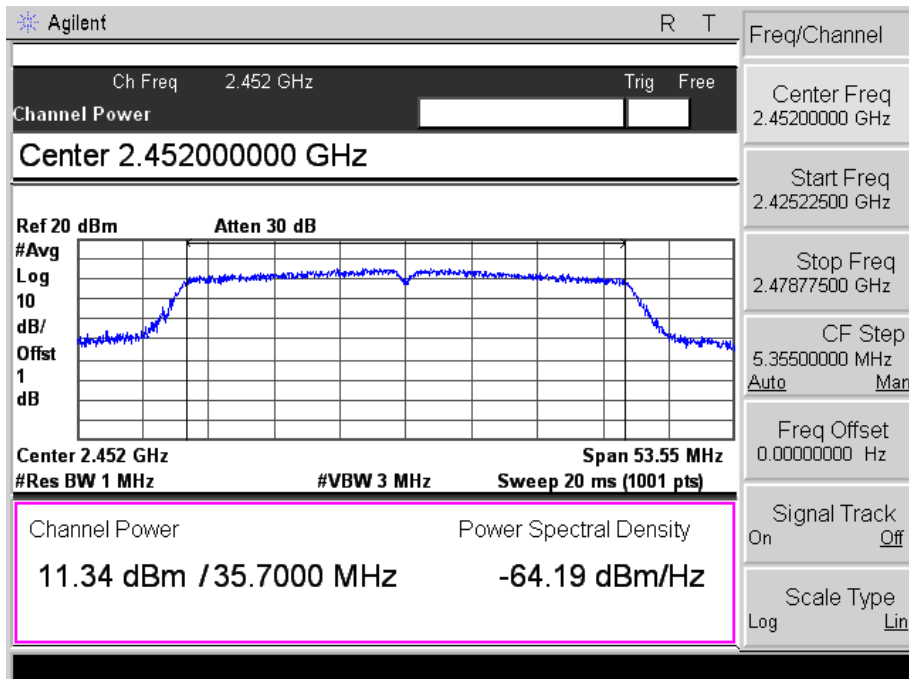 Agilent R T
Ch Freq 2.452 GHz Trig Free
Channel Power
Center 2.452000000 GHz
Ref 20 dBm Atten 30 dB
#Avg
Log
10
dB/
Offst
1
dB
Center 2.452 GHz Span 53.55 MHz
#Res BW 1 MHz #VBW 3 MHz Sweep 20 ms (1001 pts)
Channel Power Power Spectral Density
11.34 dBm / 35.7000 MHz -64.19 dBm/Hz
Freq/Channel
Center Freq
2.45200000 GHz
Start Freq
2.42522500 GHz
Stop Freq
2.47877500 GHz
CF Step
5.35500000 MHz
Auto Man
Freq Offset
0.00000000 Hz
Signal Track
On Off
Scale Type
Log Lin